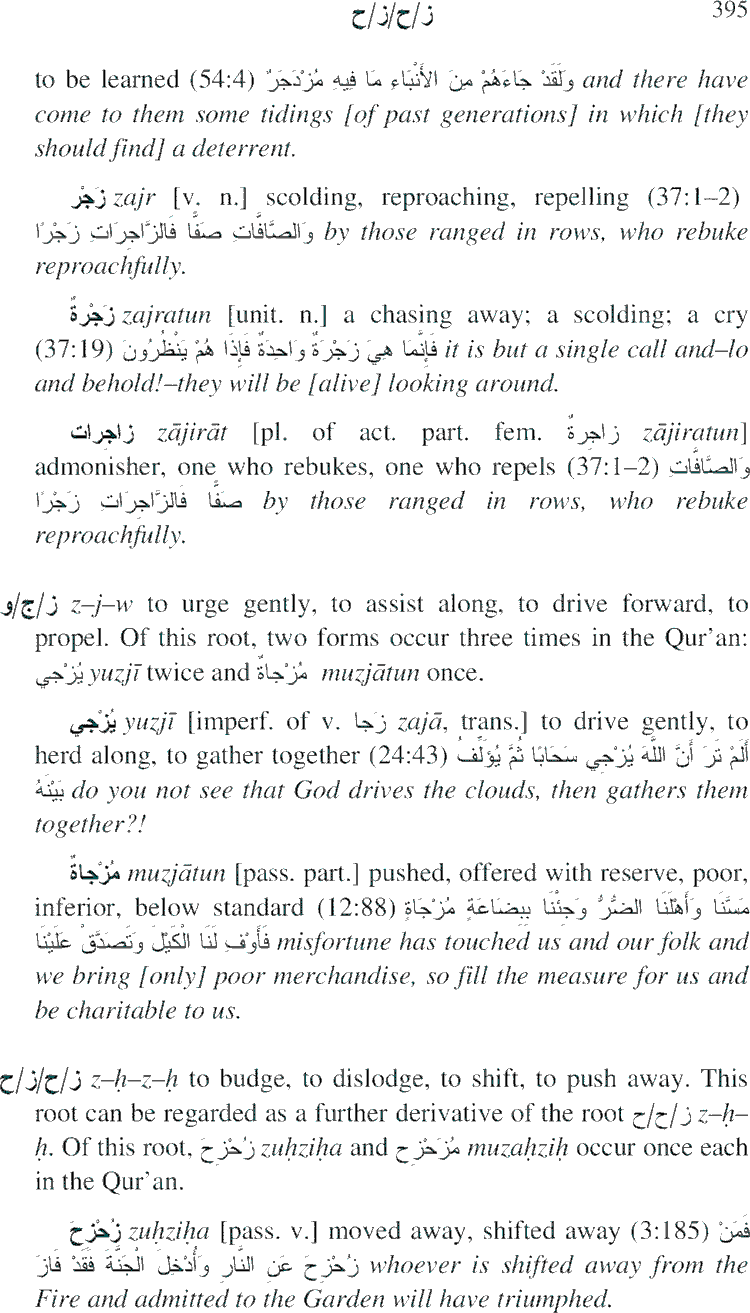 ز/ح/ز/ح 395
to be learned (54:4) وَلَقَدْ جَاءَهُمْ مِنَ الأَنْبَاءِ مَا فِيهِ مُزْدَجَرٌ and there have
come to them some tidings [of past generations] in which [they
should find] a deterrent.
زَجْر zajr [v. n.] scolding, reproaching, repelling (37:1–2)
وَالصَّافَّاتِ صَفًّا فَالزَّاجِرَاتِ زَجْرًا by those ranged in rows, who rebuke
reproachfully.
زَجْرةٌ zajratun [unit. n.] a chasing away; a scolding; a cry
(37:19) فَإِنَّمَا هِيَ زَجْرَةٌ وَاحِدَةٌ فَإِذَا هُمْ يَنْظُرُونَ it is but a single call and–lo
and behold!–they will be [alive] looking around.
زاجِرات zājirāt [pl. of act. part. fem. زاجِرةٌ zājiratun]
admonisher, one who rebukes, one who repels (37:1–2) وَالصَّافَّاتِ
صَفًّا فَالزَّاجِرَاتِ زَجْرًا by those ranged in rows, who rebuke
reproachfully.
ز/ج/و z–j–w to urge gently, to assist along, to drive forward, to
propel. Of this root, two forms occur three times in the Qur’an:
يُزْجي yuzjī twice and مُزْجاةٌ muzjātun once.
يُزْجي yuzjī [imperf. of v. زَجا zajā, trans.] to drive gently, to
herd along, to gather together (24:43) أَلَمْ تَرَ أَنَّ اللَّهَ يُزْجِي سَحَابًا ثُمَّ يُؤَلِّفُ
بَيْنَهُ do you not see that God drives the clouds, then gathers them
together?!
مُزْجاةٌ muzjātun [pass. part.] pushed, offered with reserve, poor,
inferior, below standard (12:88) مَسَّنَا وَأَهْلَنَا الضُّرُّ وَجِئْنَا بِبِضَاعَةٍ مُزْجَاةٍ
فَأَوْفِ لَنَا الْكَيْلَ وَتَصَدَّقْ عَلَيْنَا misfortune has touched us and our folk and
we bring [only] poor merchandise, so fill the measure for us and
be charitable to us.
ز/ح/ز/ح z–ḥ–z–ḥ to budge, to dislodge, to shift, to push away. This
root can be regarded as a further derivative of the root ز/ح/ح z–ḥ–
ḥ. Of this root, زُحْزِحَ zuḥziḥa and مُزَحْزِح muzaḥziḥ occur once each
in the Qur’an.
زُحْزِحَ zuḥziḥa [pass. v.] moved away, shifted away (3:185) فَمَنْ
زُحْزِحَ عَنِ النَّارِ وَأُدْخِلَ الْجَنَّةَ فَقَدْ فَازَ whoever is shifted away from the
Fire and admitted to the Garden will have triumphed.